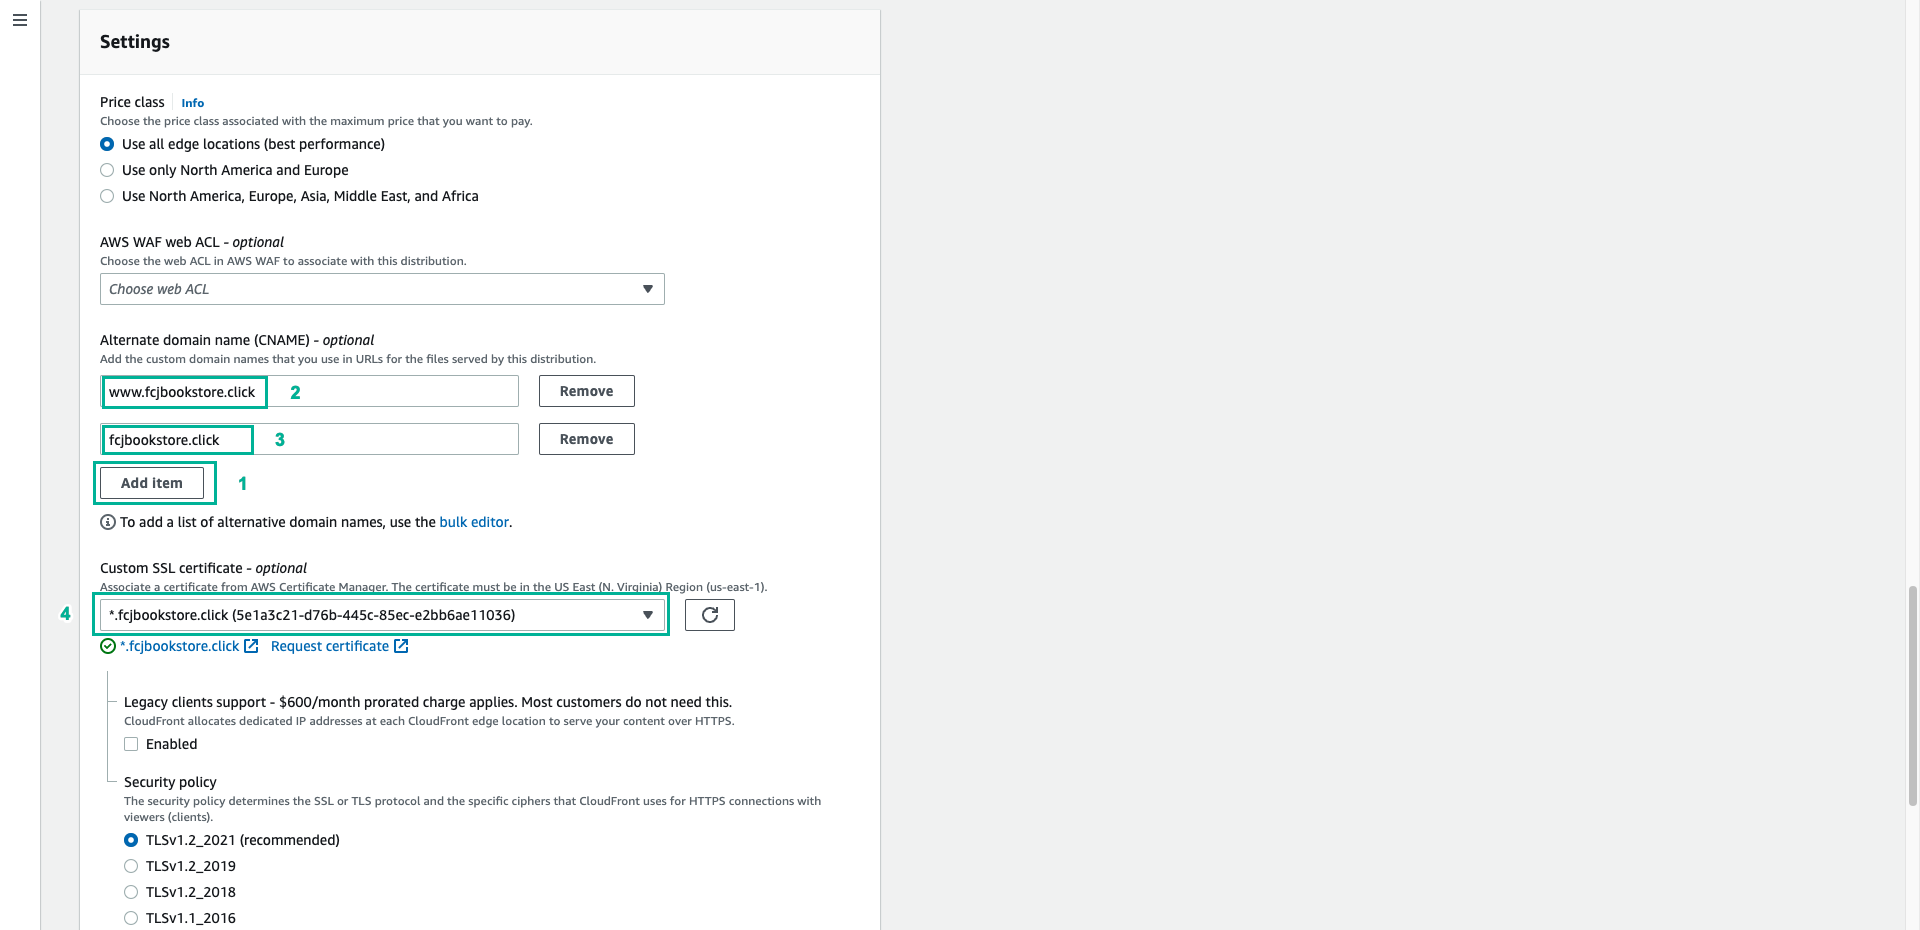 Settings
Price class Info
Choose the price class associated with the maximum price that you want to pay.
Use all edge locations (best performance)
Use only North America and Europe
Use North America, Europe, Asia, Middle East, and Africa
AWS WAF web ACL - optional
Choose the web ACL in AWS WAF to associate with this distribution.
Choose web ACL
Alternate domain name (CNAME) - optional
Add the custom domain names that you use in URLs for the files served by this distribution.
www.fcjbookstore.click 2 Remove
fcjbookstore.click 3 Remove
Add item 1
To add a list of alternative domain names, use the bulk editor.
Custom SSL certificate - optional
Associate a certificate from AWS Certificate Manager. The certificate must be in the US East (N. Virginia) Region (us-east-1).
4 *.fcjbookstore.click (5e1a3c21-d76b-445c-85ec-e2bb6ae11036)
*.fcjbookstore.click Request certificate
Legacy clients support - $600/month prorated charge applies. Most customers do not need this.
CloudFront allocates dedicated IP addresses at each CloudFront edge location to serve your content over HTTPS.
Enabled
Security policy
The security policy determines the SSL or TLS protocol and the specific ciphers that CloudFront uses for HTTPS connections with
viewers (clients).
TLSv1.2_2021 (recommended)
TLSv1.2_2019
TLSv1.2_2018
TLSv1.1_2016